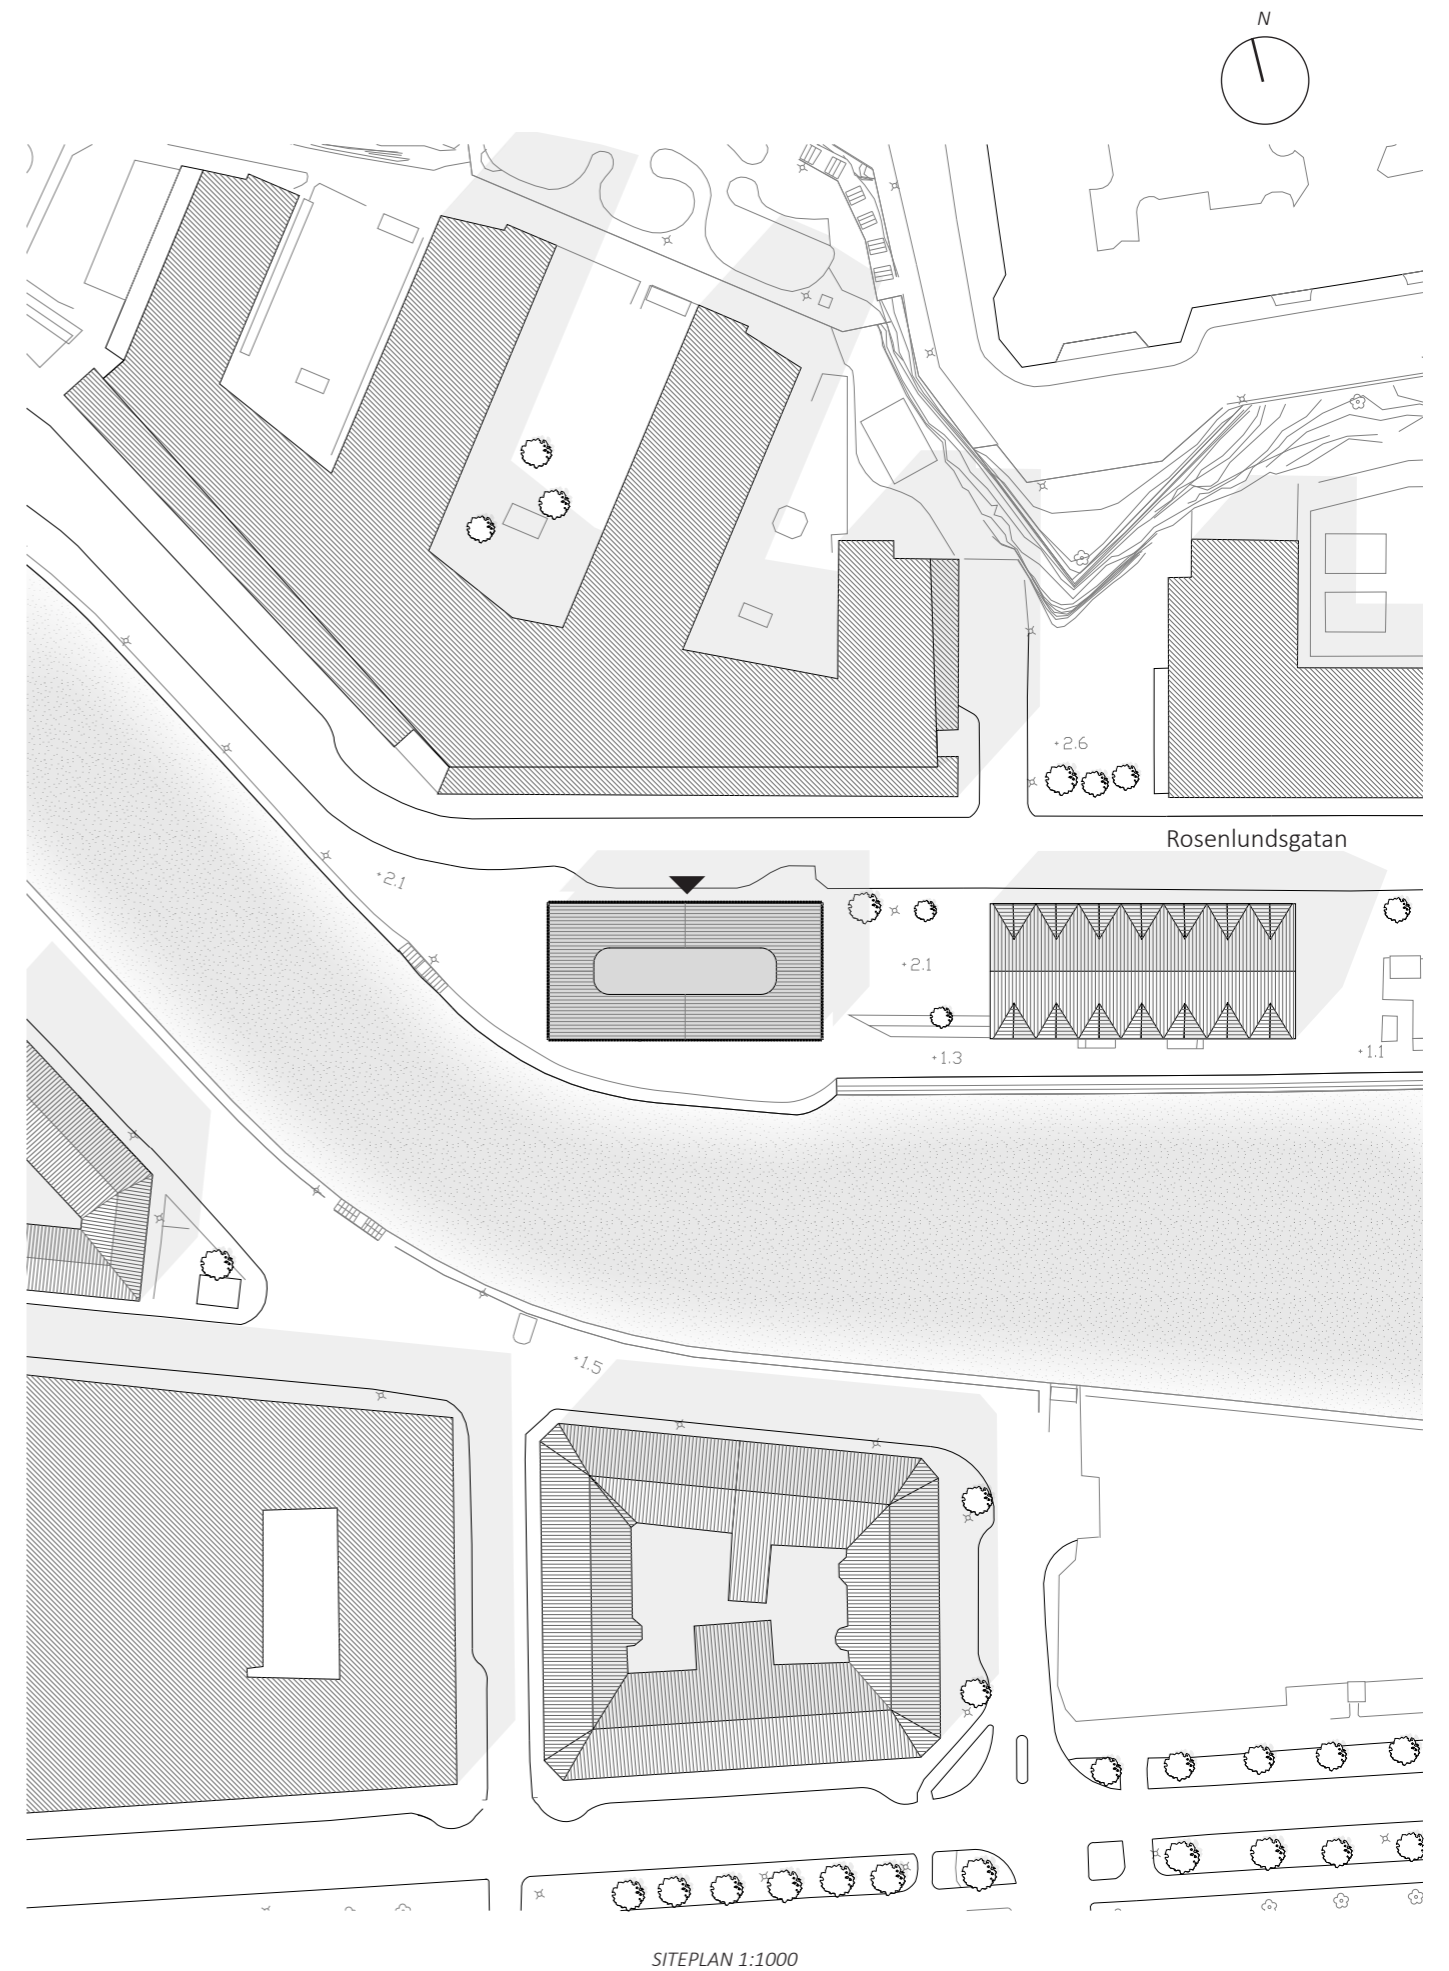 N
+2.6
Rosenlundsgatan
+2.1
+2.1
+1.3
+1.1
+1.5
SITEPLAN 1:1000